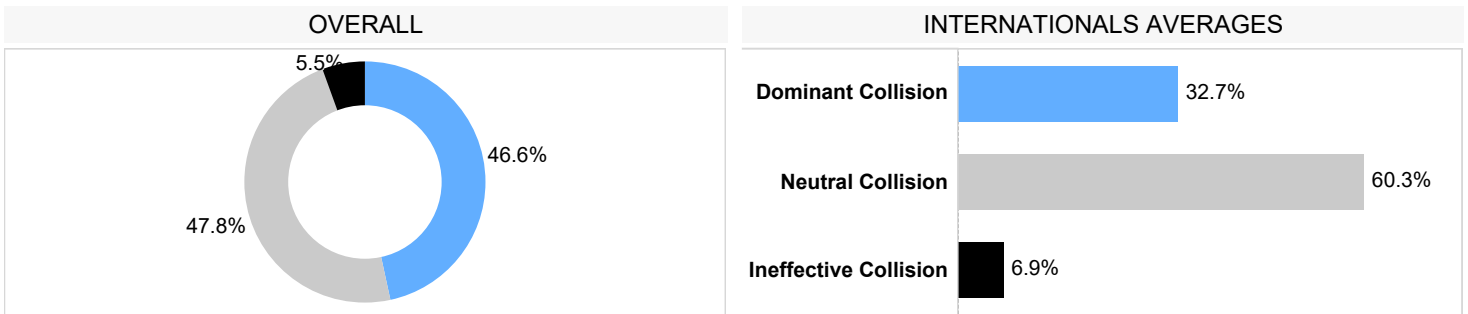 OVERALL
5.5%
46.6%
47.8%
INTERNATIONALS AVERAGES
Dominant Collision 32.7%
Neutral Collision 60.3%
Ineffective Collision 6.9%